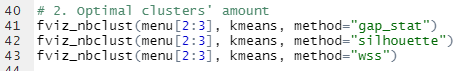 40 # 2. Optimal clusters' amount
41 fviz_nbclust(menu[2:3], kmeans, method="gap_stat")
42 fviz_nbclust(menu[2:3], kmeans, method="silhouette")
43 fviz_nbclust(menu[2:3], kmeans, method="wss")